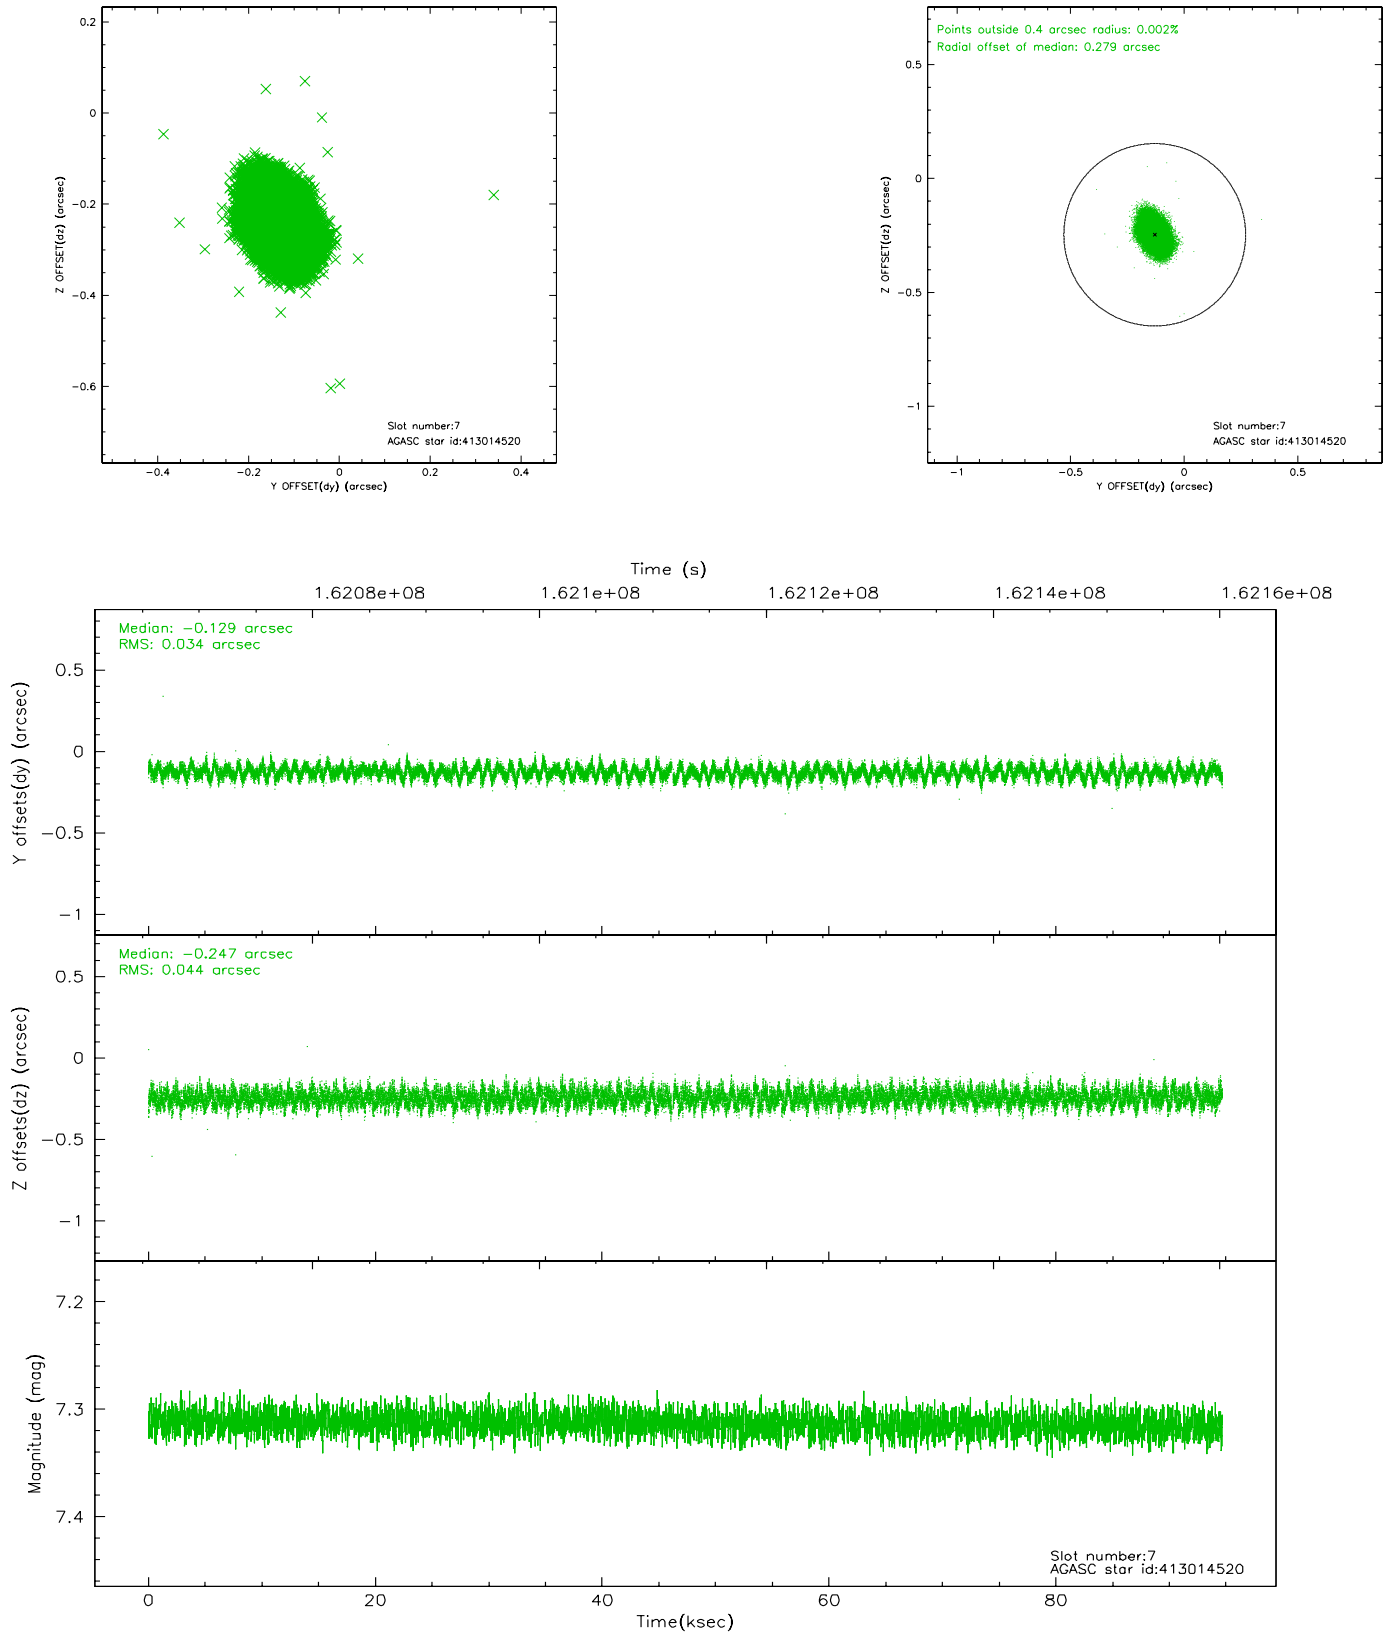 0.2
0
−0.2
−0.4
−0.6
Z OFFSET(dz) (arcsec)
−0.4
−0.2
0
0.2
0.4
Y OFFSET(dy) (arcsec)
Slot number:7
AGASC star id:413014520
Points outside 0.4 arcsec radius: 0.002%
Radial offset of median: 0.279 arcsec
0.5
0
−0.5
−1
Z OFFSET(dz) (arcsec)
−1
−0.5
0
0.5
Y OFFSET(dy) (arcsec)
Slot number:7
AGASC star id:413014520
Time (s)
1.6208e+08
1.621e+08
1.6212e+08
1.6214e+08
1.6216e+08
Median: −0.129 arcsec
RMS: 0.034 arcsec
0.5
0
−0.5
−1
Y offsets(dy) (arcsec)
Median: −0.247 arcsec
RMS: 0.044 arcsec
0.5
0
−0.5
−1
Z offsets(dz) (arcsec)
7.2
7.3
7.4
Magnitude (mag)
Slot number:7
AGASC star id:413014520
0
20
40
60
80
Time(ksec)